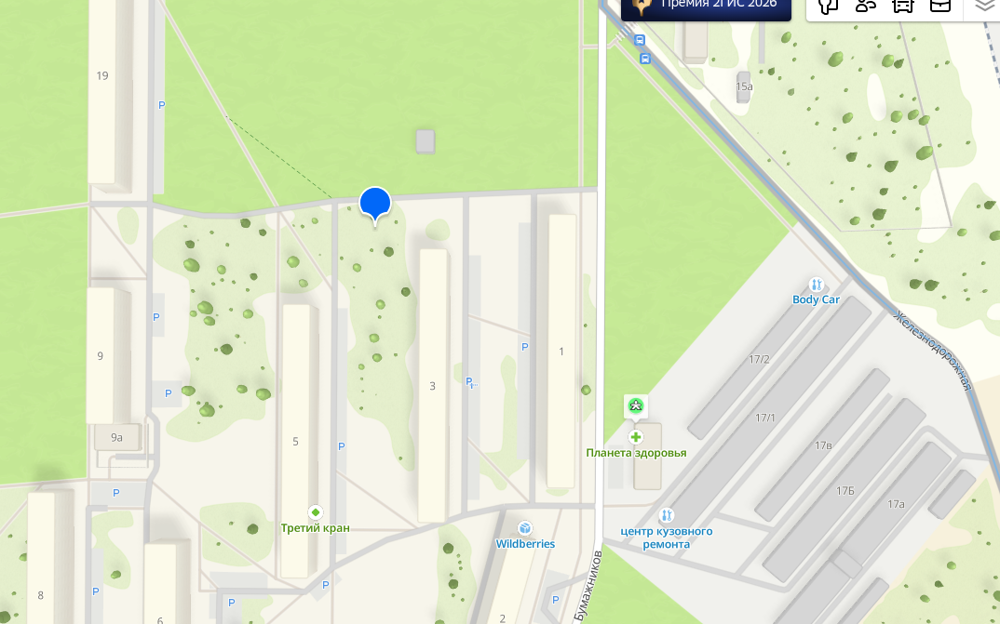 Премия 2ГИС 2026
19
P
15а
Body Car
Железнодорожная
P
9
P
1
17/2
3
P
P
17/1
9а
5
P
17в
Планета здоровья
17Б
P
17а
Третий кран
Wildberries
центр кузовного
ремонта
Бумажников
8
P
P
P
P
6
2